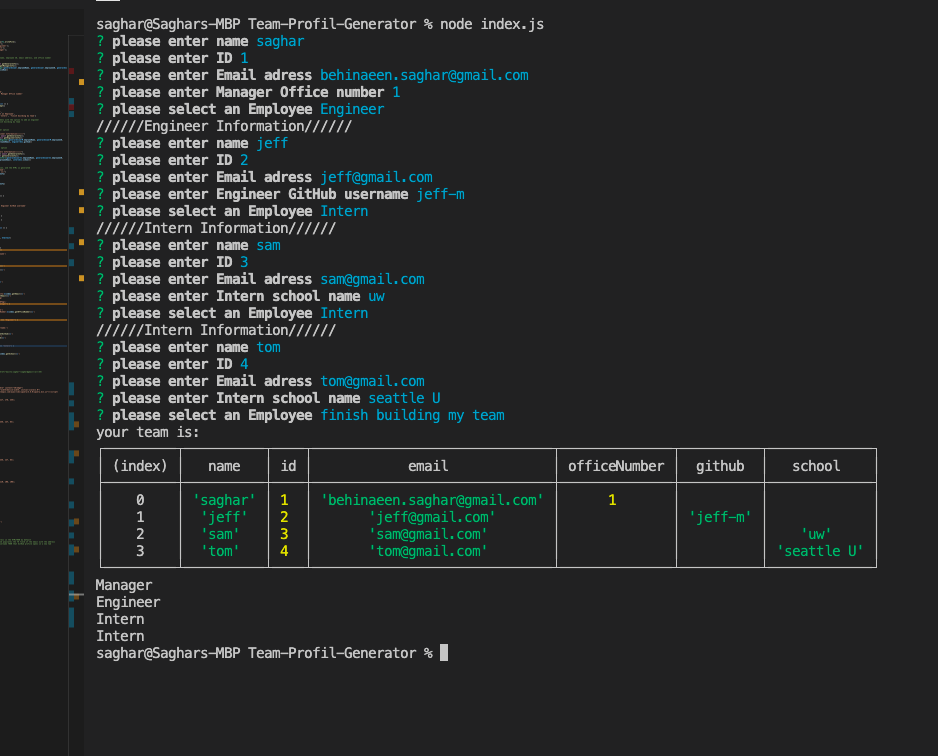 saghar@Saghars-MBP Team-Profil-Generator % node index.js
? please enter name saghar
? please enter ID 1
? please enter Email adress behinaeen.saghar@gmail.com
? please enter Manager Office number 1
? please select an Employee Engineer
//////Engineer Information//////
? please enter name jeff
? please enter ID 2
? please enter Email adress jeff@gmail.com
? please enter Engineer GitHub username jeff-m
? please select an Employee Intern
//////Intern Information//////
? please enter name sam
? please enter ID 3
? please enter Email adress sam@gmail.com
? please enter Intern school name uw
? please select an Employee Intern
//////Intern Information//////
? please enter name tom
? please enter ID 4
? please enter Email adress tom@gmail.com
? please enter Intern school name seattle U
? please select an Employee finish building my team
your team is:
(index) name id email officeNumber github school
0 'saghar' 1 'behinaeen.saghar@gmail.com' 1
1 'jeff' 2 'jeff@gmail.com' 'jeff-m'
2 'sam' 3 'sam@gmail.com' 'uw'
3 'tom' 4 'tom@gmail.com' 'seattle U'
Manager
Engineer
Intern
Intern
saghar@Saghars-MBP Team-Profil-Generator %